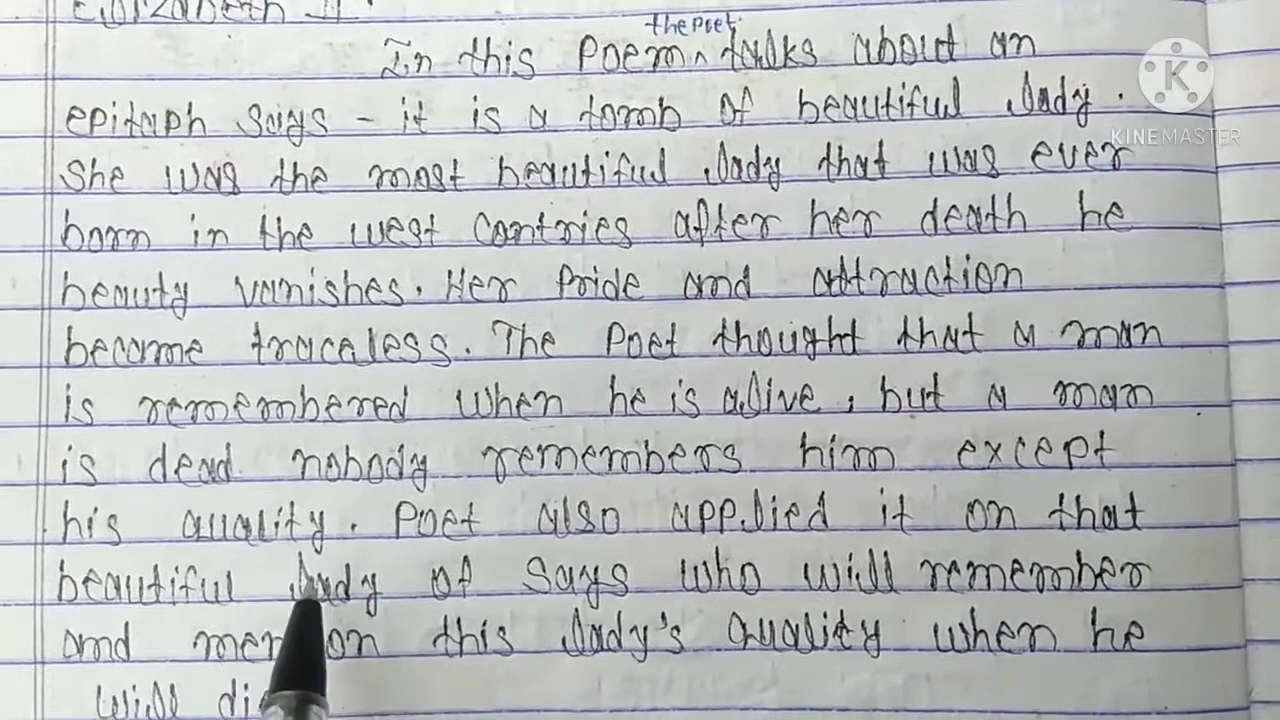 Elizabeth II.
the poet
In this Poem ^ talks about an
epitaph says - it is a tomb of beautiful lady.
She was the most beautiful lady that was ever
born in the west contries after her death he
beauty vanishes. Her Pride and attraction
become traceless. The Poet thought that a man
is remembered when he is alive, but a man
is dead nobody remembers him except
his quality. Poet also applied it on that
beautiful lady of says who will remember
and on this lady's quality when he
will
K
KINEMASTER